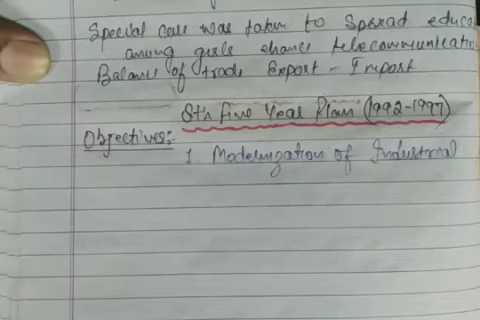 Special care was taken to spread educa
among girls chance telecommunicatio
Balance of trade Export - Import
8th five Year Plan (1992-1997)
Objectives:-
1. Modernization of Industrial